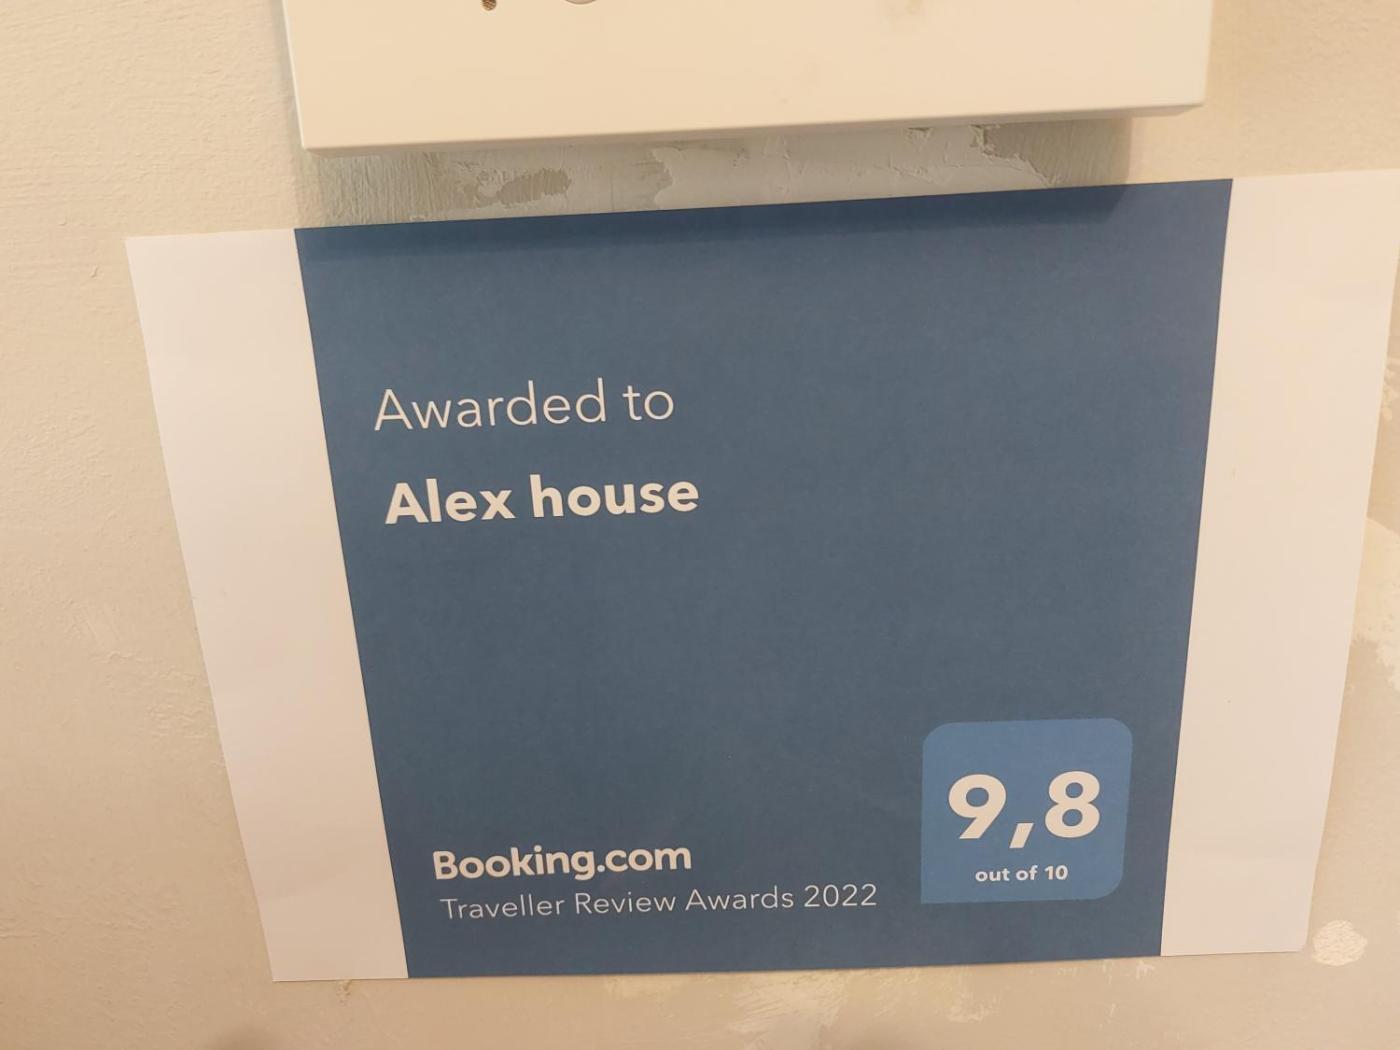 Awarded to
Alex house
9,8
out of 10
Booking.com
Traveller Review Awards 2022